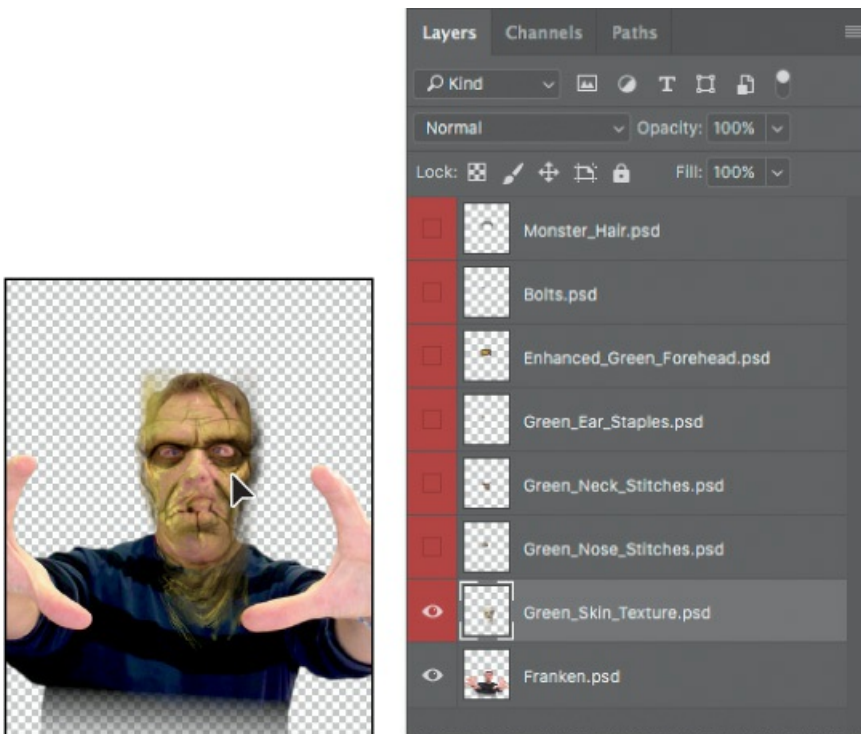 Layers Channels Paths
Kind
Normal Opacity: 100%
Lock: Fill: 100%
Monster_Hair.psd
Bolts.psd
Enhanced_Green_Forehead.psd
Green_Ear_Staples.psd
Green_Neck_Stitches.psd
Green_Nose_Stitches.psd
Green_Skin_Texture.psd
Franken.psd